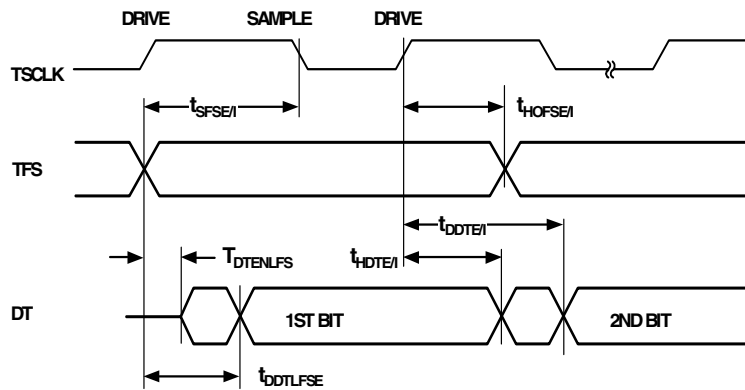 DRIVE SAMPLE DRIVE
TSCLK
tSFSE/I tHOFSE/I
TFS
tDDTE/I
TDTENLFS tHDTE/I
DT 1ST BIT 2ND BIT
tDDTLFSE